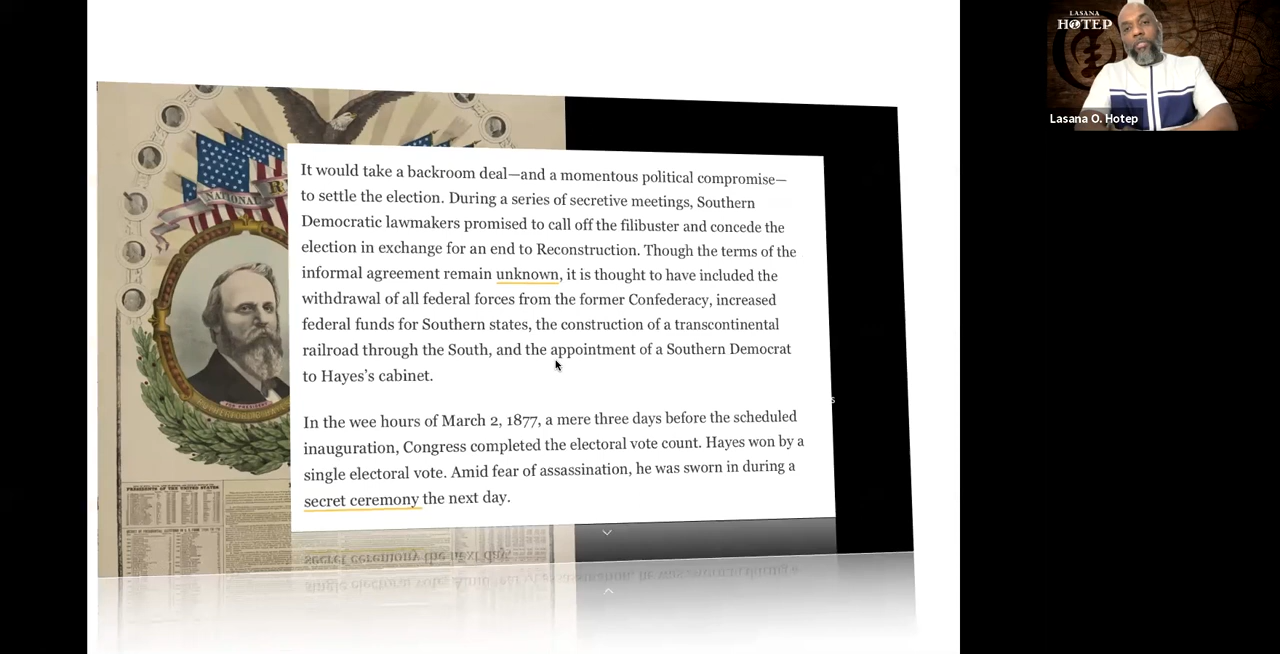 LASANA
HOTEP
Lasana O. Hotep
NATIONAL
It would take a backroom deal—and a momentous political compromise—
to settle the election. During a series of secretive meetings, Southern
Democratic lawmakers promised to call off the filibuster and concede the
election in exchange for an end to Reconstruction. Though the terms of the
informal agreement remain unknown, it is thought to have included the
withdrawal of all federal forces from the former Confederacy, increased
federal funds for Southern states, the construction of a transcontinental
railroad through the South, and the appointment of a Southern Democrat
to Hayes’s cabinet.
In the wee hours of March 2, 1877, a mere three days before the scheduled
inauguration, Congress completed the electoral vote count. Hayes won by a
single electoral vote. Amid fear of assassination, he was sworn in during a
secret ceremony the next day.